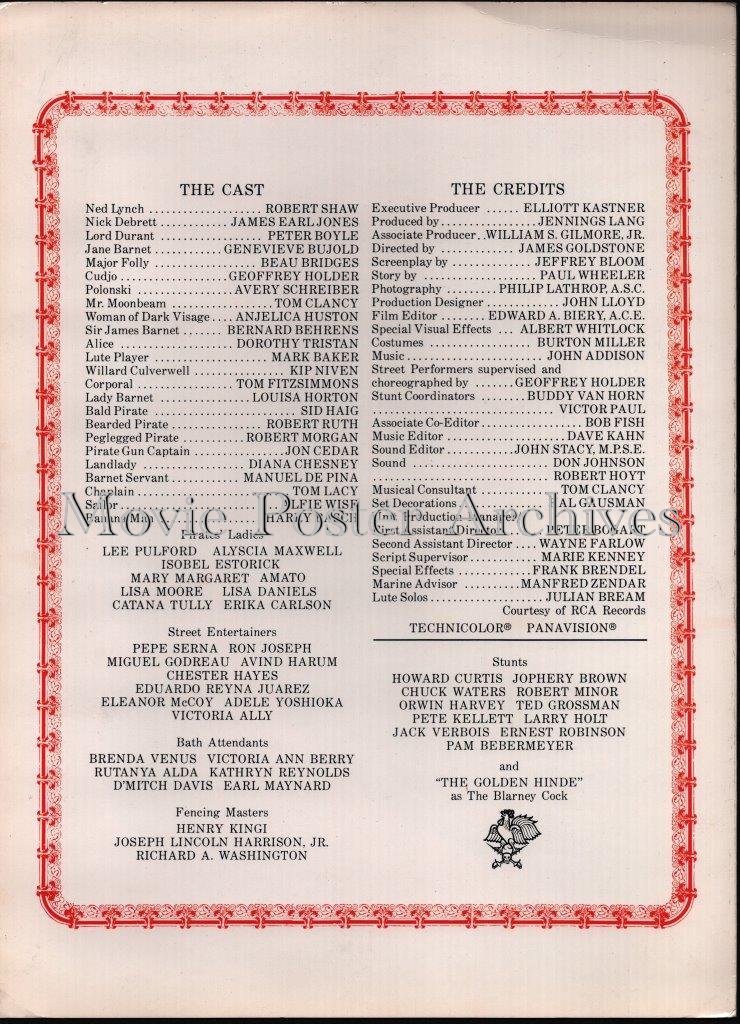 THE CAST
Ned Lynch .................... ROBERT SHAW
Nick Debrett ............ JAMES EARL JONES
Lord Durant .................. PETER BOYLE
Jane Barnet .............. GENEVIEVE BUJOLD
Major Folly ................. BEAU BRIDGES
Cudjo .................. GEOFFREY HOLDER
Polonski ................ AVERY SCHREIBER
Mr. Moonbeam ................. TOM CLANCY
Woman of Dark Visage .... ANJELICA HUSTON
Sir James Barnet ....... BERNARD BEHRENS
Alice .................... DOROTHY TRISTAN
Lute Player .................. MARK BAKER
Willard Culverwell ............. KIP NIVEN
Corporal ................ TOM FITZSIMMONS
Lady Barnet .............. LOUISA HORTON
Bald Pirate ..................... SID HAIG
Bearded Pirate .............. ROBERT RUTH
Peglegged Pirate ......... ROBERT MORGAN
Pirate Gun Captain ............ JON CEDAR
Landlady ................ DIANA CHESNEY
Barnet Servant ......... MANUEL DE PINA
Chaplain ..................... TOM LACY
Sailor ..................... ALFIE WISE
HARRY BASCH
Pirates' Ladies
LEE PULFORD ALYSCIA MAXWELL
ISOBEL ESTORICK
MARY MARGARET AMATO
LISA MOORE LISA DANIELS
CATANA TULLY ERIKA CARLSON
Street Entertainers
PEPE SERNA RON JOSEPH
MIGUEL GODREAU AVIND HARUM
CHESTER HAYES
EDUARDO REYNA JUAREZ
ELEANOR McCOY ADELE YOSHIOKA
VICTORIA ALLY
Bath Attendants
BRENDA VENUS VICTORIA ANN BERRY
RUTANYA ALDA KATHRYN REYNOLDS
D'MITCH DAVIS EARL MAYNARD
Fencing Masters
HENRY KINGI
JOSEPH LINCOLN HARRISON, JR.
RICHARD A. WASHINGTON
THE CREDITS
Executive Producer ...... ELLIOTT KASTNER
Produced by ................ JENNINGS LANG
Associate Producer ..WILLIAM S. GILMORE, JR.
Directed by .............. JAMES GOLDSTONE
Screenplay by .............. JEFFREY BLOOM
Story by .................... PAUL WHEELER
Photography ......... PHILIP LATHROP, A.S.C.
Production Designer ............ JOHN LLOYD
Film Editor ....... EDWARD A. BIERY, A.C.E.
Special Visual Effects ... ALBERT WHITLOCK
Costumes ................. BURTON MILLER
Music ...................... JOHN ADDISON
Street Performers supervised and
choreographed by ....... GEOFFREY HOLDER
Stunt Coordinators ....... BUDDY VAN HORN
............................ VICTOR PAUL
Associate Co-Editor ................ BOB FISH
Music Editor .................. DAVE KAHN
Sound Editor .......... JOHN STACY, M.P.S.E.
Sound ....................... DON JOHNSON
............................ ROBERT HOYT
Musical Consultant ............ TOM CLANCY
Set Decorations ............. HAL GAUSMAN
Unit Production Manager
First Assistant Director ...... PETER BOGART
Second Assistant Director .... WAYNE FARLOW
Script Supervisor ........... MARIE KENNEY
Special Effects ............ FRANK BRENDEL
Marine Advisor ......... MANFRED ZENDAR
Lute Solos ................. JULIAN BREAM
Courtesy of RCA Records
TECHNICOLOR® PANAVISION®
Stunts
HOWARD CURTIS JOPHERY BROWN
CHUCK WATERS ROBERT MINOR
ORWIN HARVEY TED GROSSMAN
PETE KELLETT LARRY HOLT
JACK VERBOIS ERNEST ROBINSON
PAM BEBERMEYER
and
"THE GOLDEN HINDE"
as The Blarney Cock
Movie Poster Archives